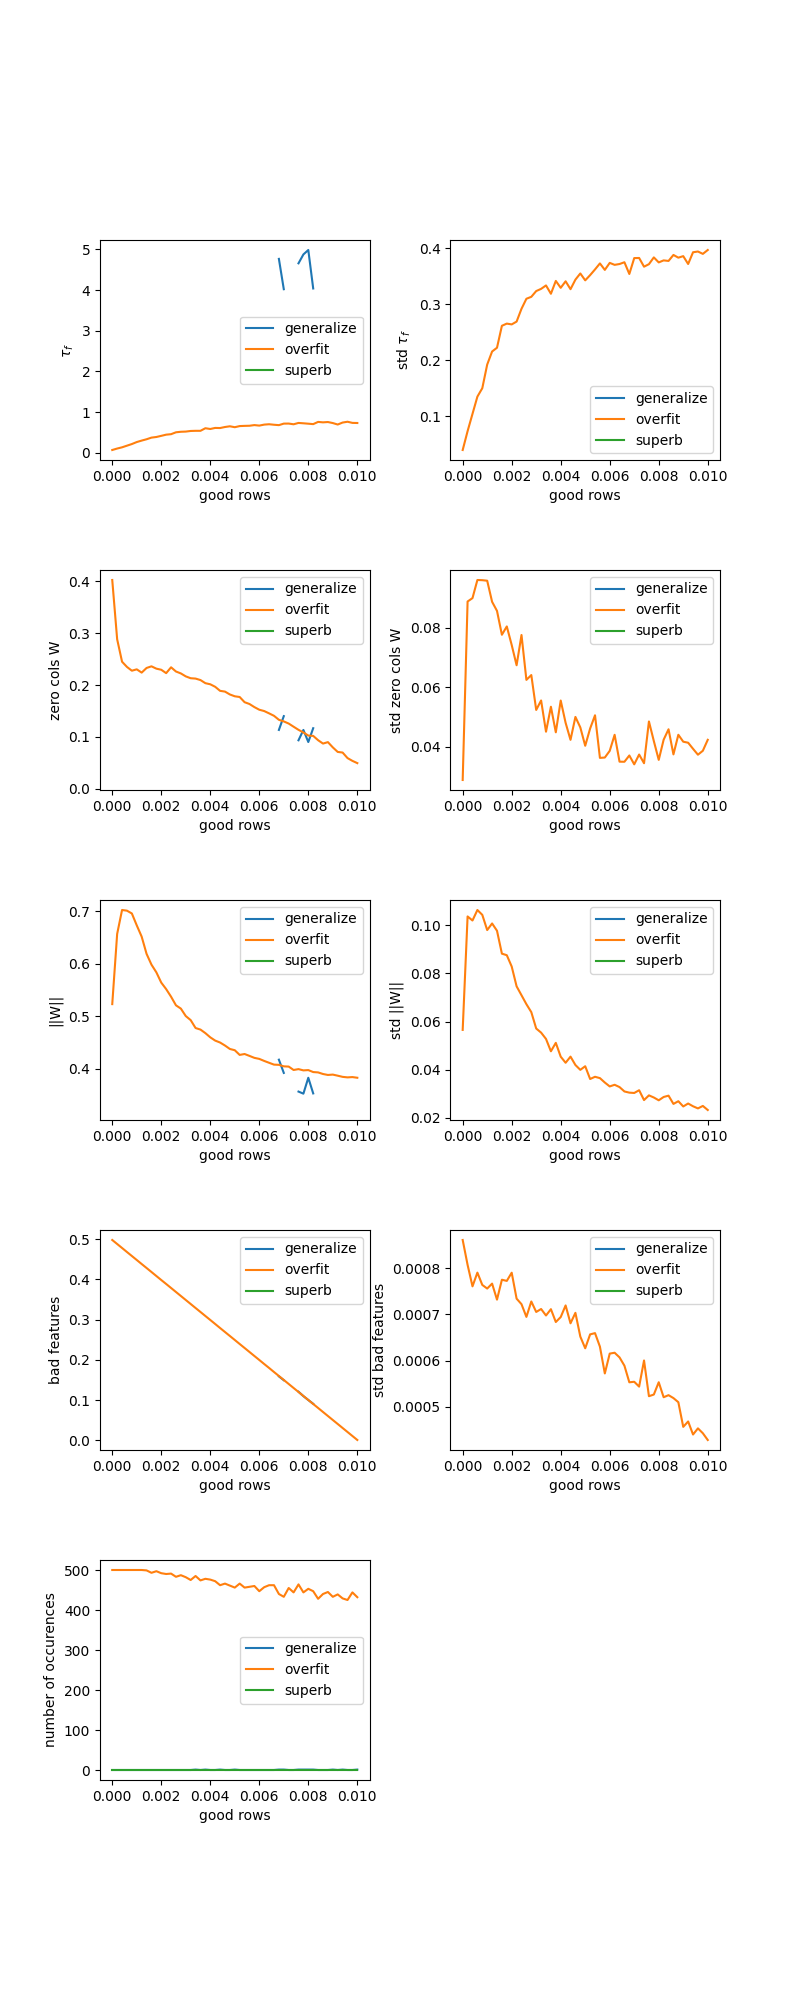 5
4
3
2
1
0
τf
generalize
overfit
superb
0.000 0.002 0.004 0.006 0.008 0.010
good rows
0.4
0.3
0.2
0.1
std τf
generalize
overfit
superb
0.000 0.002 0.004 0.006 0.008 0.010
good rows
0.4
0.3
0.2
0.1
0.0
zero cols W
generalize
overfit
superb
0.000 0.002 0.004 0.006 0.008 0.010
good rows
0.08
0.06
0.04
std zero cols W
generalize
overfit
superb
0.000 0.002 0.004 0.006 0.008 0.010
good rows
0.7
0.6
0.5
0.4
||W||
generalize
overfit
superb
0.000 0.002 0.004 0.006 0.008 0.010
good rows
0.10
0.08
0.06
0.04
0.02
std ||W||
generalize
overfit
superb
0.000 0.002 0.004 0.006 0.008 0.010
good rows
0.5
0.4
0.3
0.2
0.1
0.0
bad features
generalize
overfit
superb
0.000 0.002 0.004 0.006 0.008 0.010
good rows
0.0008
0.0007
0.0006
0.0005
std bad features
generalize
overfit
superb
0.000 0.002 0.004 0.006 0.008 0.010
good rows
500
400
300
200
100
0
number of occurences
generalize
overfit
superb
0.000 0.002 0.004 0.006 0.008 0.010
good rows